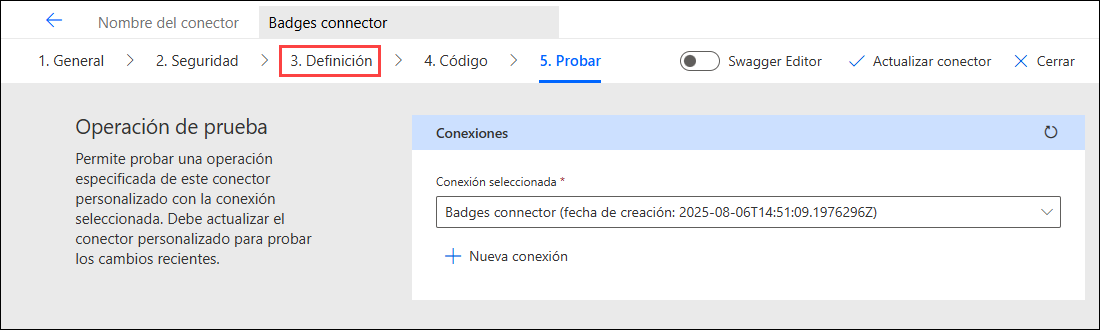 Nombre del conector Badges connector
1. General 2. Seguridad 3. Definición 4. Código 5. Probar Swagger Editor Actualizar conector Cerrar
Operación de prueba
Permite probar una operación
especificada de este conector
personalizado con la conexión
seleccionada. Debe actualizar el
conector personalizado para probar
los cambios recientes.
Conexiones
Conexión seleccionada *
Badges connector (fecha de creación: 2025-08-06T14:51:09.1976296Z)
Nueva conexión